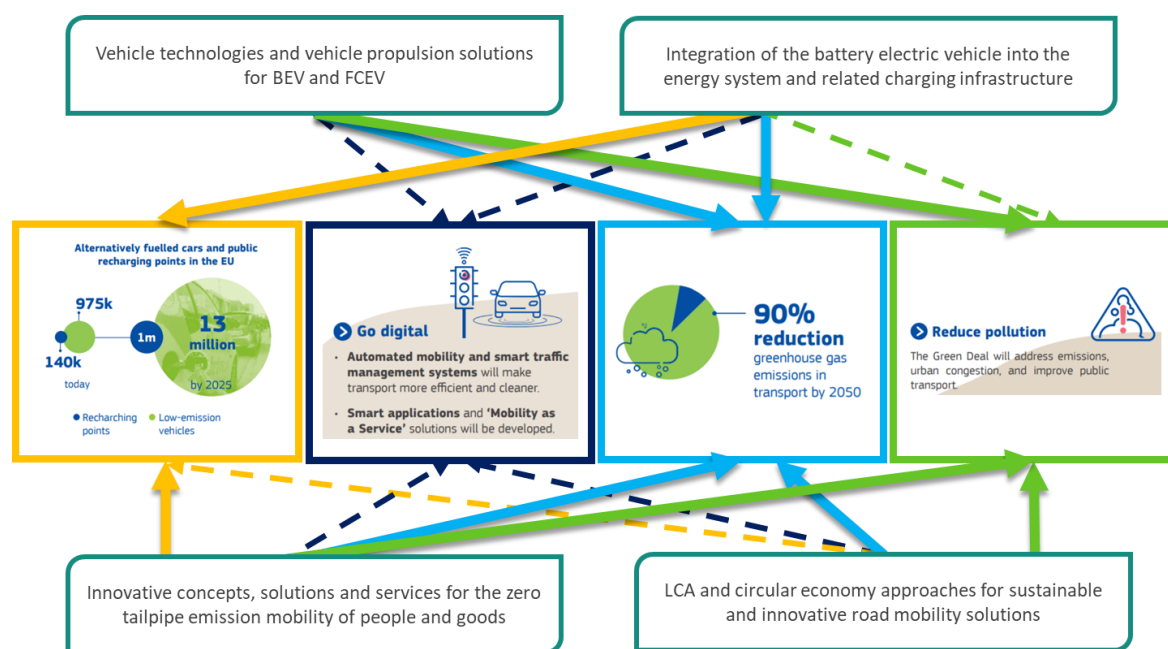 Vehicle technologies and vehicle propulsion solutions
for BEV and FCEV
Integration of the battery electric vehicle into the
energy system and related charging infrastructure
Alternatively fuelled cars and public
recharging points in the EU
975k
140k
today
1m
13
million
by 2025
Recharching
points
Low-emission
vehicles
Go digital
· Automated mobility and smart traffic
management systems will make
transport more efficient and cleaner.
· Smart applications and ‘Mobility as
a Service’ solutions will be developed.
90%
reduction
greenhouse gas
emissions in
transport by 2050
Reduce pollution
The Green Deal will address emissions,
urban congestion, and improve public
transport.
Innovative concepts, solutions and services for the zero
tailpipe emission mobility of people and goods
LCA and circular economy approaches for sustainable
and innovative road mobility solutions